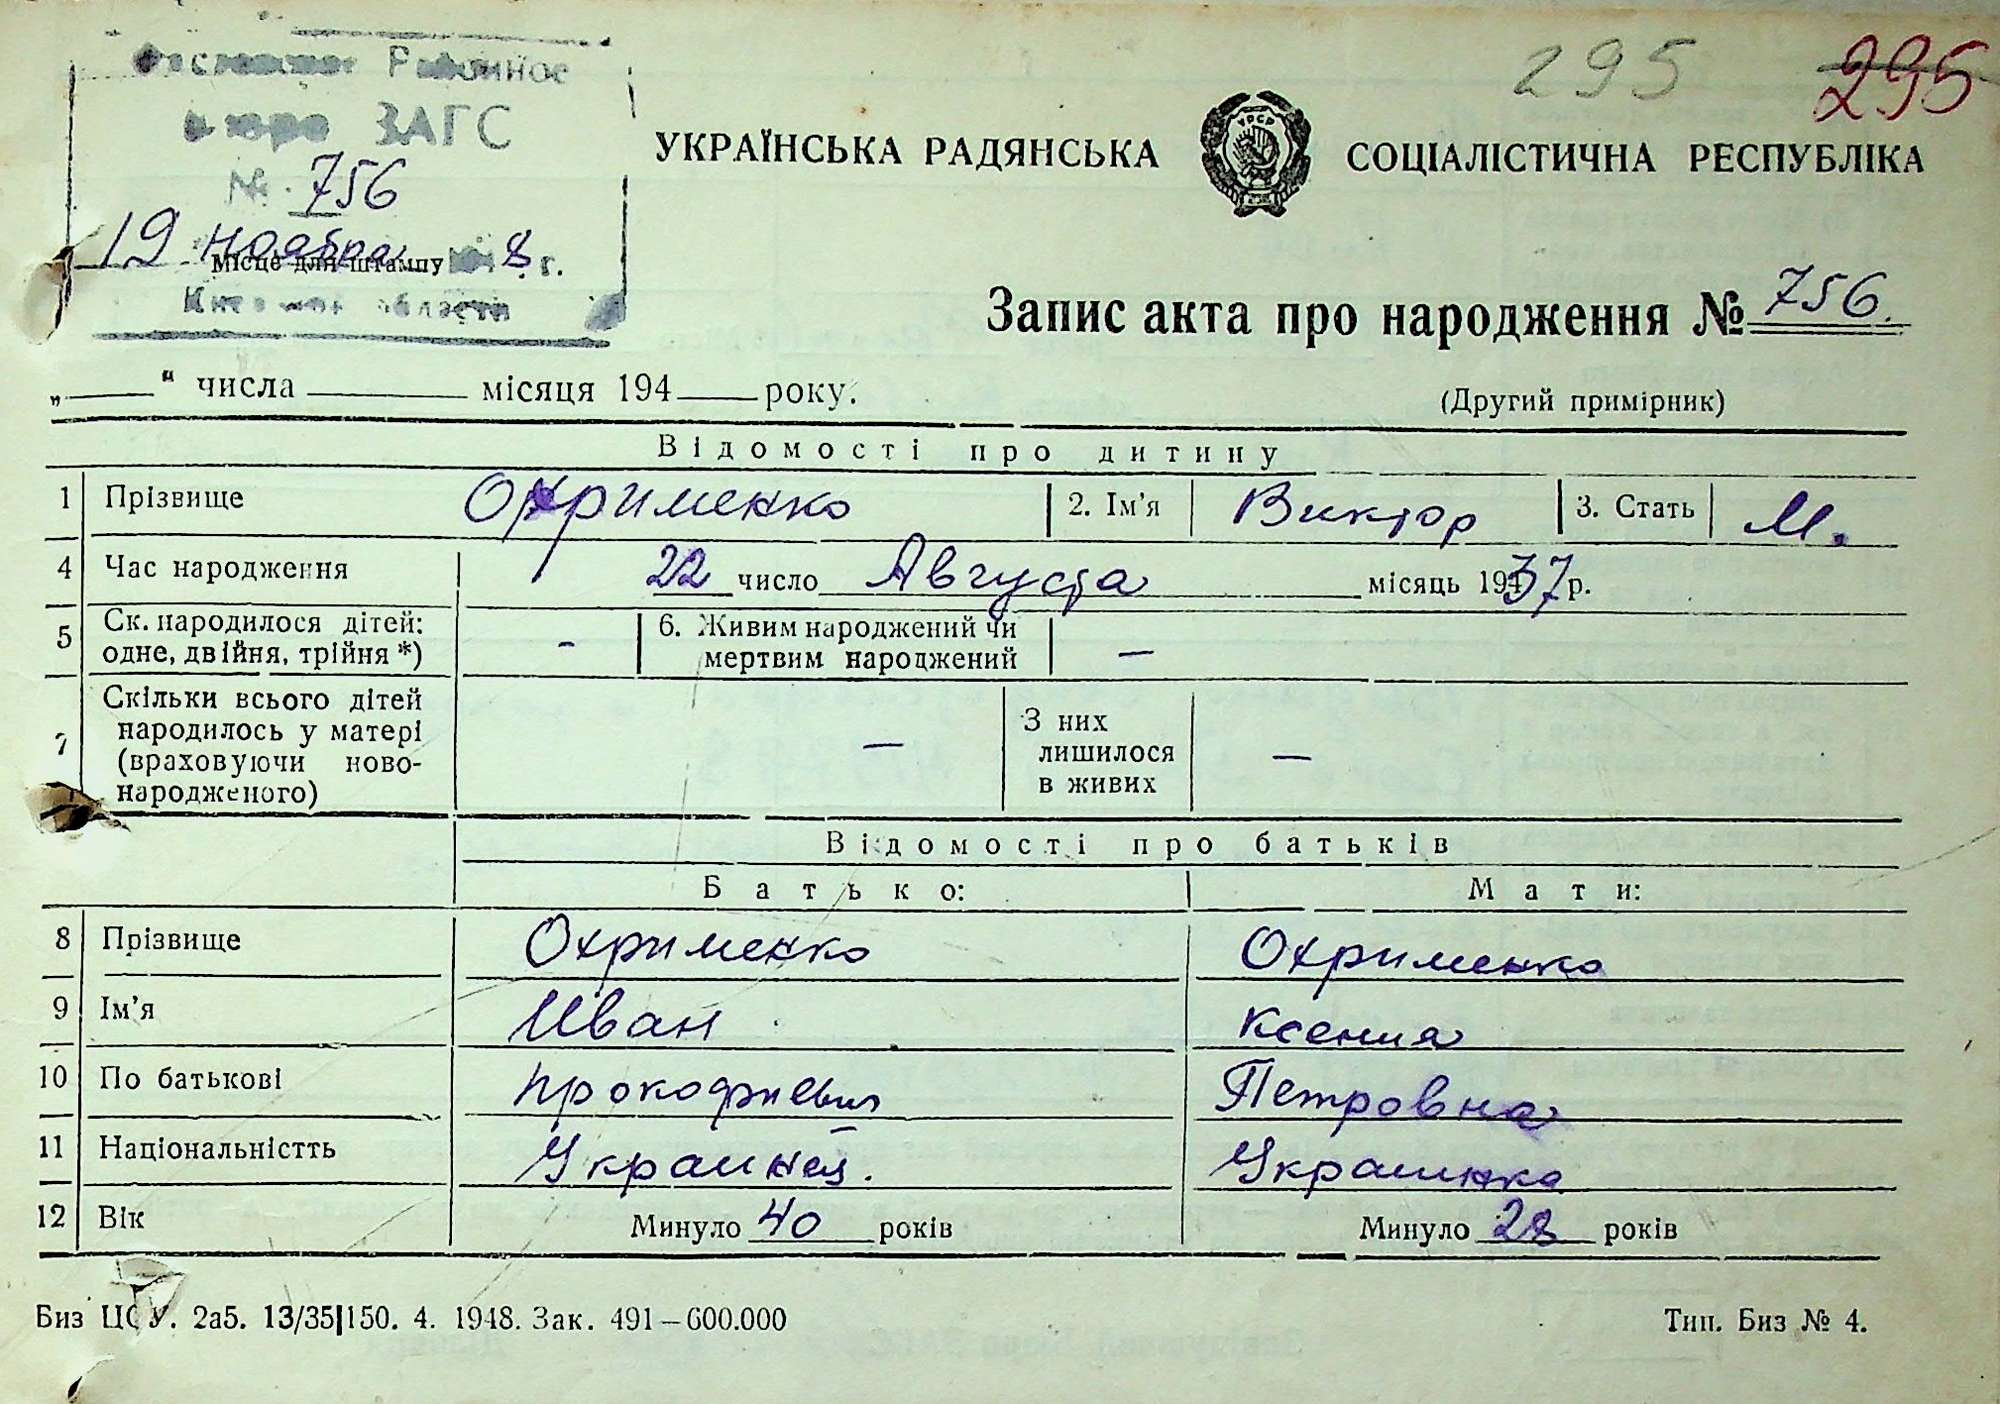 295 295
Районное
бюро ЗАГС
№ 756
19 ноября 8 г.
Місце для штампу
области
УКРАЇНСЬКА РАДЯНСЬКА СОЦІАЛІСТИЧНА РЕСПУБЛІКА
УРСР
Запис акта про народження № 756.
„ “ числа місяця 194 року.
(Другий примірник)
Відомості про дитину
1 Прізвище Охрименко 2. Ім'я Виктор 3. Стать М.
4 Час народження 22 число Августа місяць 1937 р.
5 Ск. народилося дітей: одне, двійня, трійня *) - 6. Живим народжений чи мертвим народжений —
7 Скільки всього дітей народилось у матері (враховуючи ново-народженого) — З них лишилося в живих —
Відомості про батьків
Батько: Мати:
8 Прізвище Охрименко Охрименко
9 Ім'я Иван Ксения
10 По батькові Прокофиевич Петровна
11 Національністть Украинец. Украинка
12 Вік Минуло 40 років Минуло 28 років
Биз ЦСУ. 2а5. 13/35|150. 4. 1948. Зак. 491—600.000 Тип. Биз № 4.